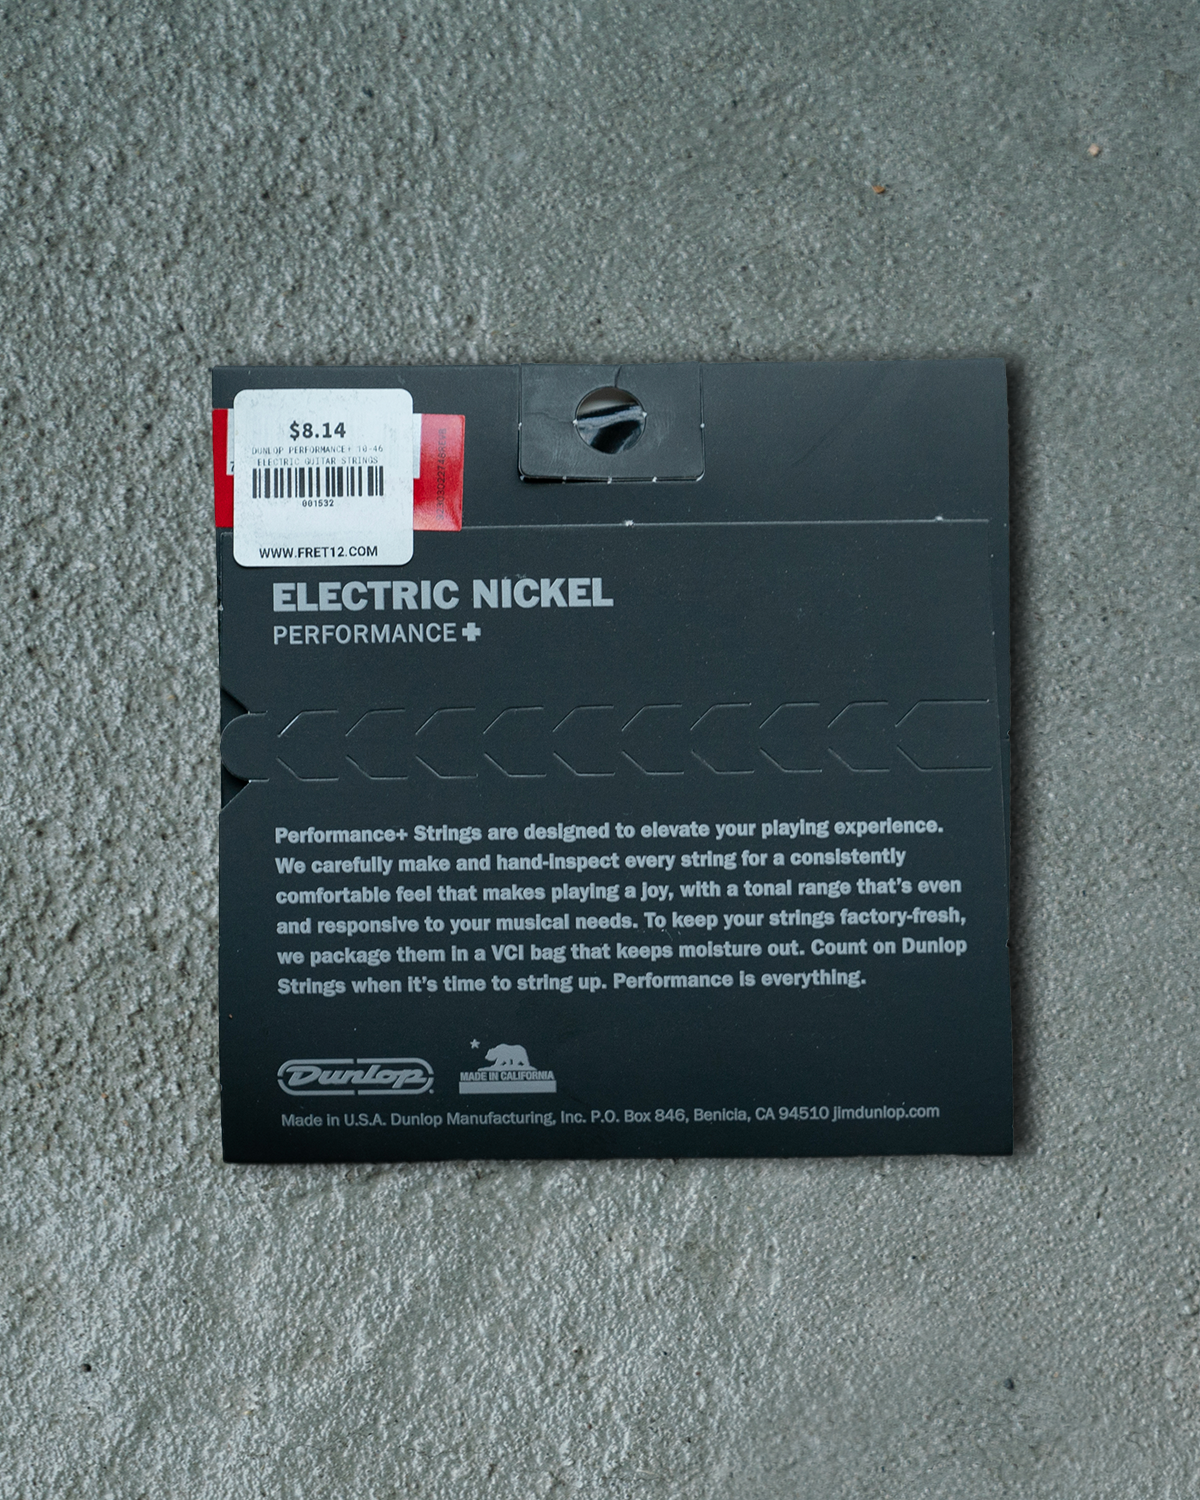 $8.14
DUNLOP PERFORMANCE+ 10-46
ELECTRIC GUITAR STRINGS
001532
WWW.FRET12.COM
ELECTRIC NICKEL
PERFORMANCE+
Performance+ Strings are designed to elevate your playing experience.
We carefully make and hand-inspect every string for a consistently
comfortable feel that makes playing a joy, with a tonal range that's even
and responsive to your musical needs. To keep your strings factory-fresh,
we package them in a VCI bag that keeps moisture out. Count on Dunlop
Strings when it's time to string up. Performance is everything.
Dunlop
MADE IN CALIFORNIA
Made in U.S.A. Dunlop Manufacturing, Inc. P.O. Box 846, Benicia, CA 94510 jimdunlop.com